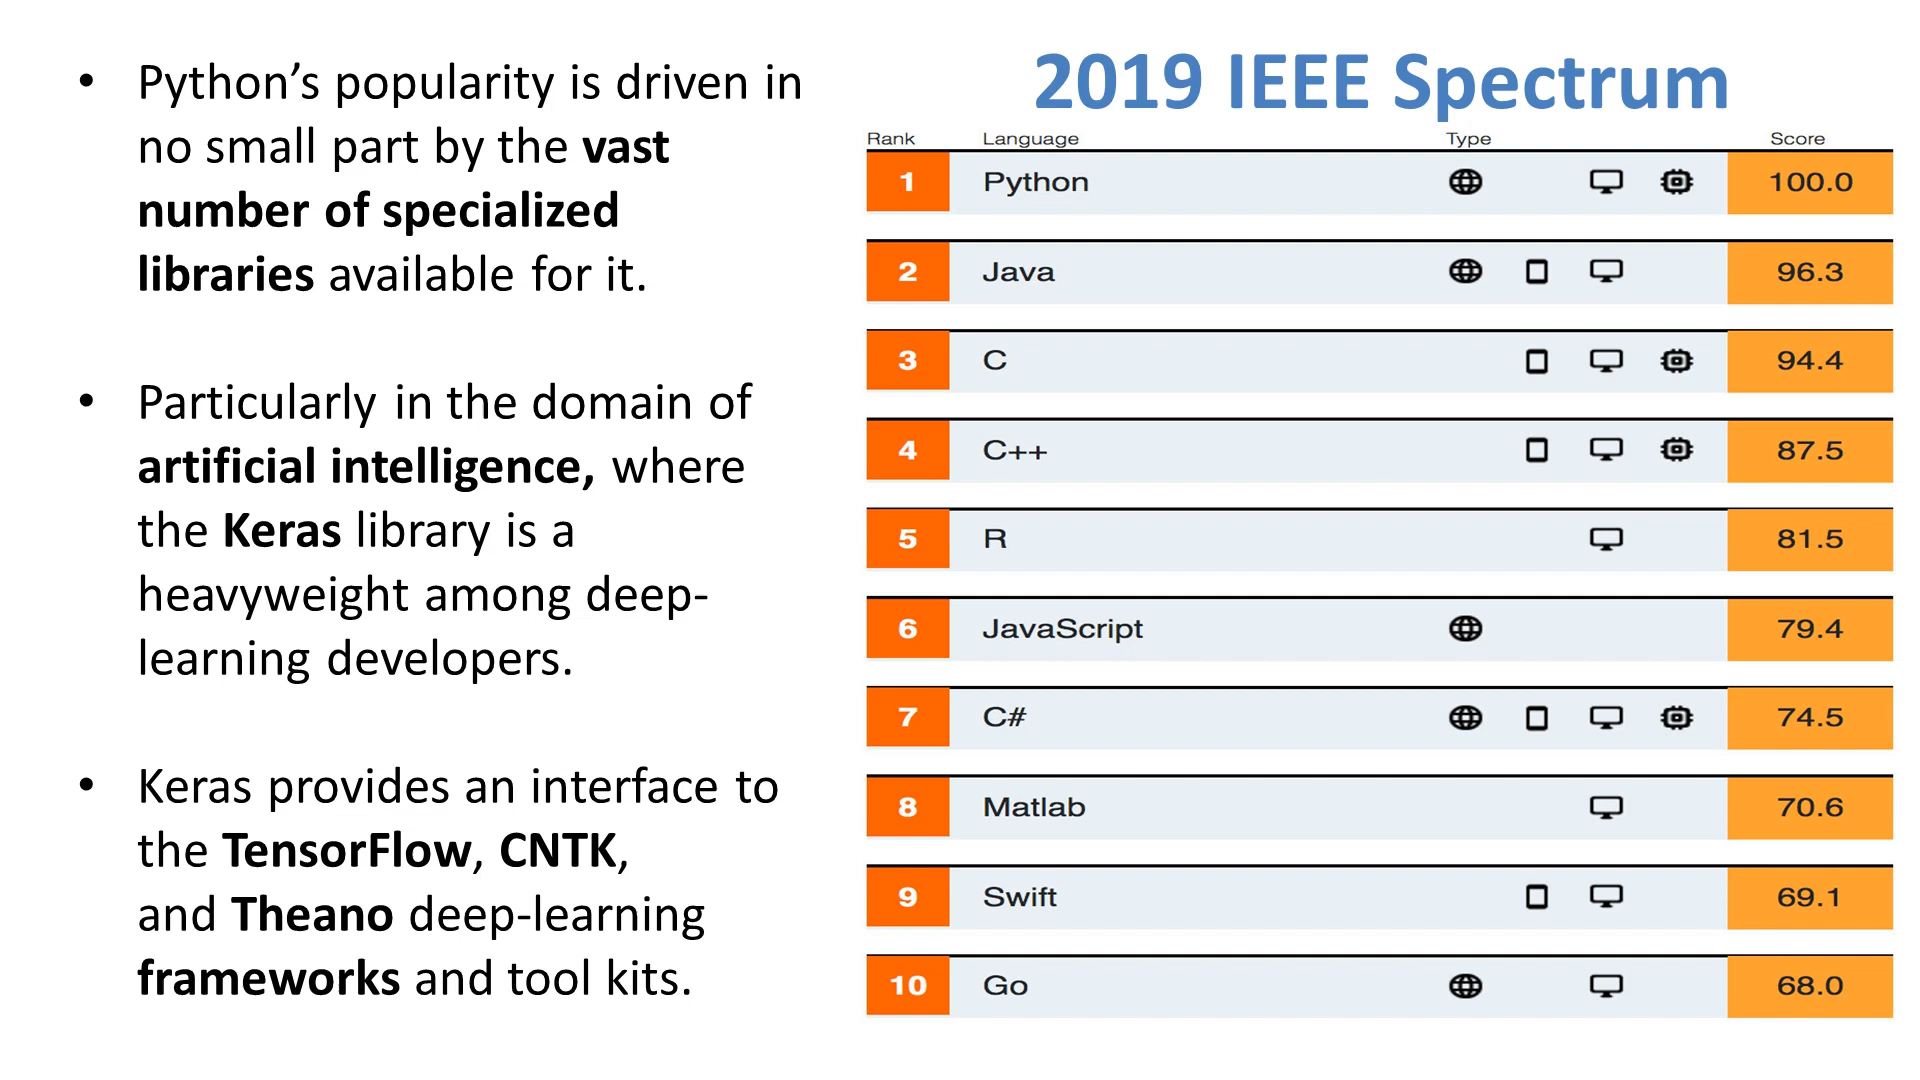 • Python’s popularity is driven in
no small part by the vast
number of specialized
libraries available for it.
• Particularly in the domain of
artificial intelligence, where
the Keras library is a
heavyweight among deep-
learning developers.
• Keras provides an interface to
the TensorFlow, CNTK,
and Theano deep-learning
frameworks and tool kits.
2019 IEEE Spectrum
Rank Language Type Score
1 Python 100.0
2 Java 96.3
3 C 94.4
4 C++ 87.5
5 R 81.5
6 JavaScript 79.4
7 C# 74.5
8 Matlab 70.6
9 Swift 69.1
10 Go 68.0